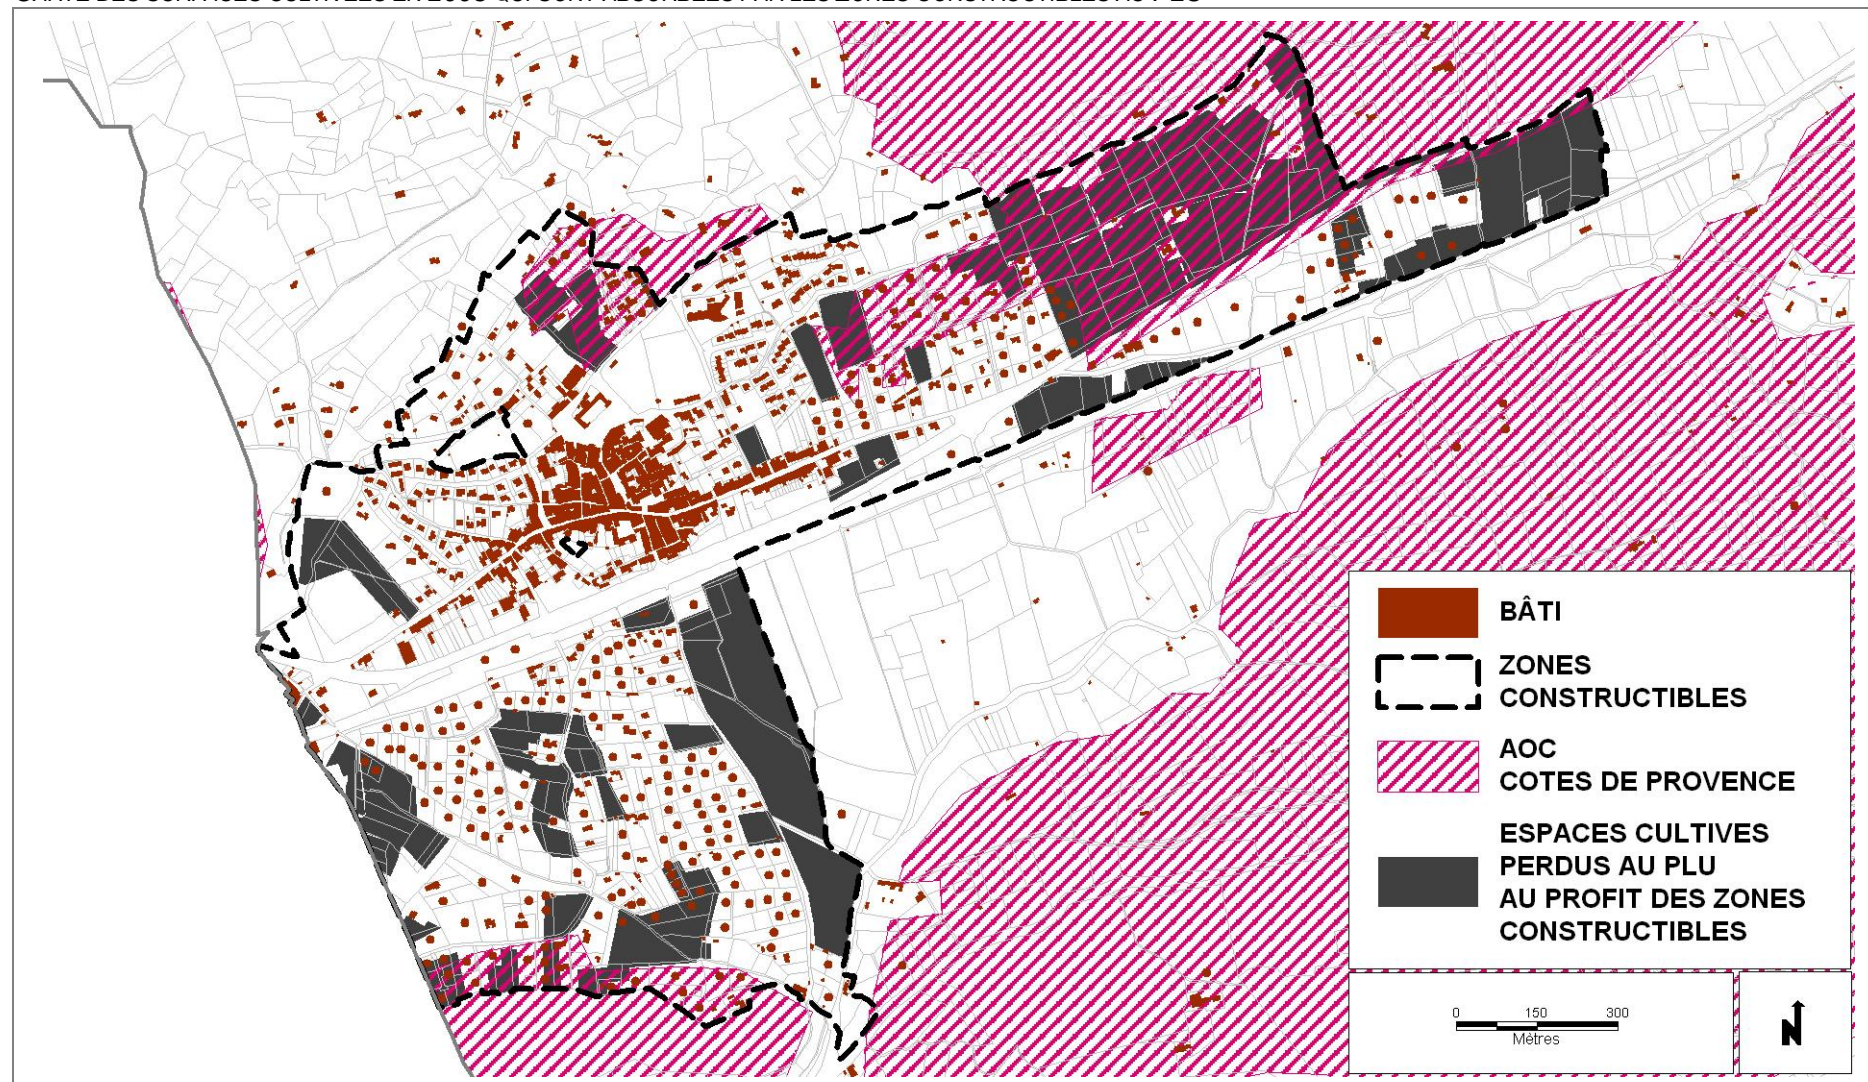 BÂTI
ZONES
CONSTRUCTIBLES
AOC
COTES DE PROVENCE
ESPACES CULTIVES
PERDUS AU PLU
AU PROFIT DES ZONES
CONSTRUCTIBLES
0 150 300
Mètres
N